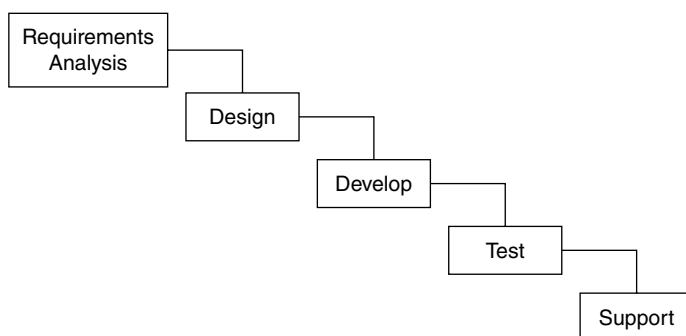 Requirements
Analysis
Design
Develop
Test
Support